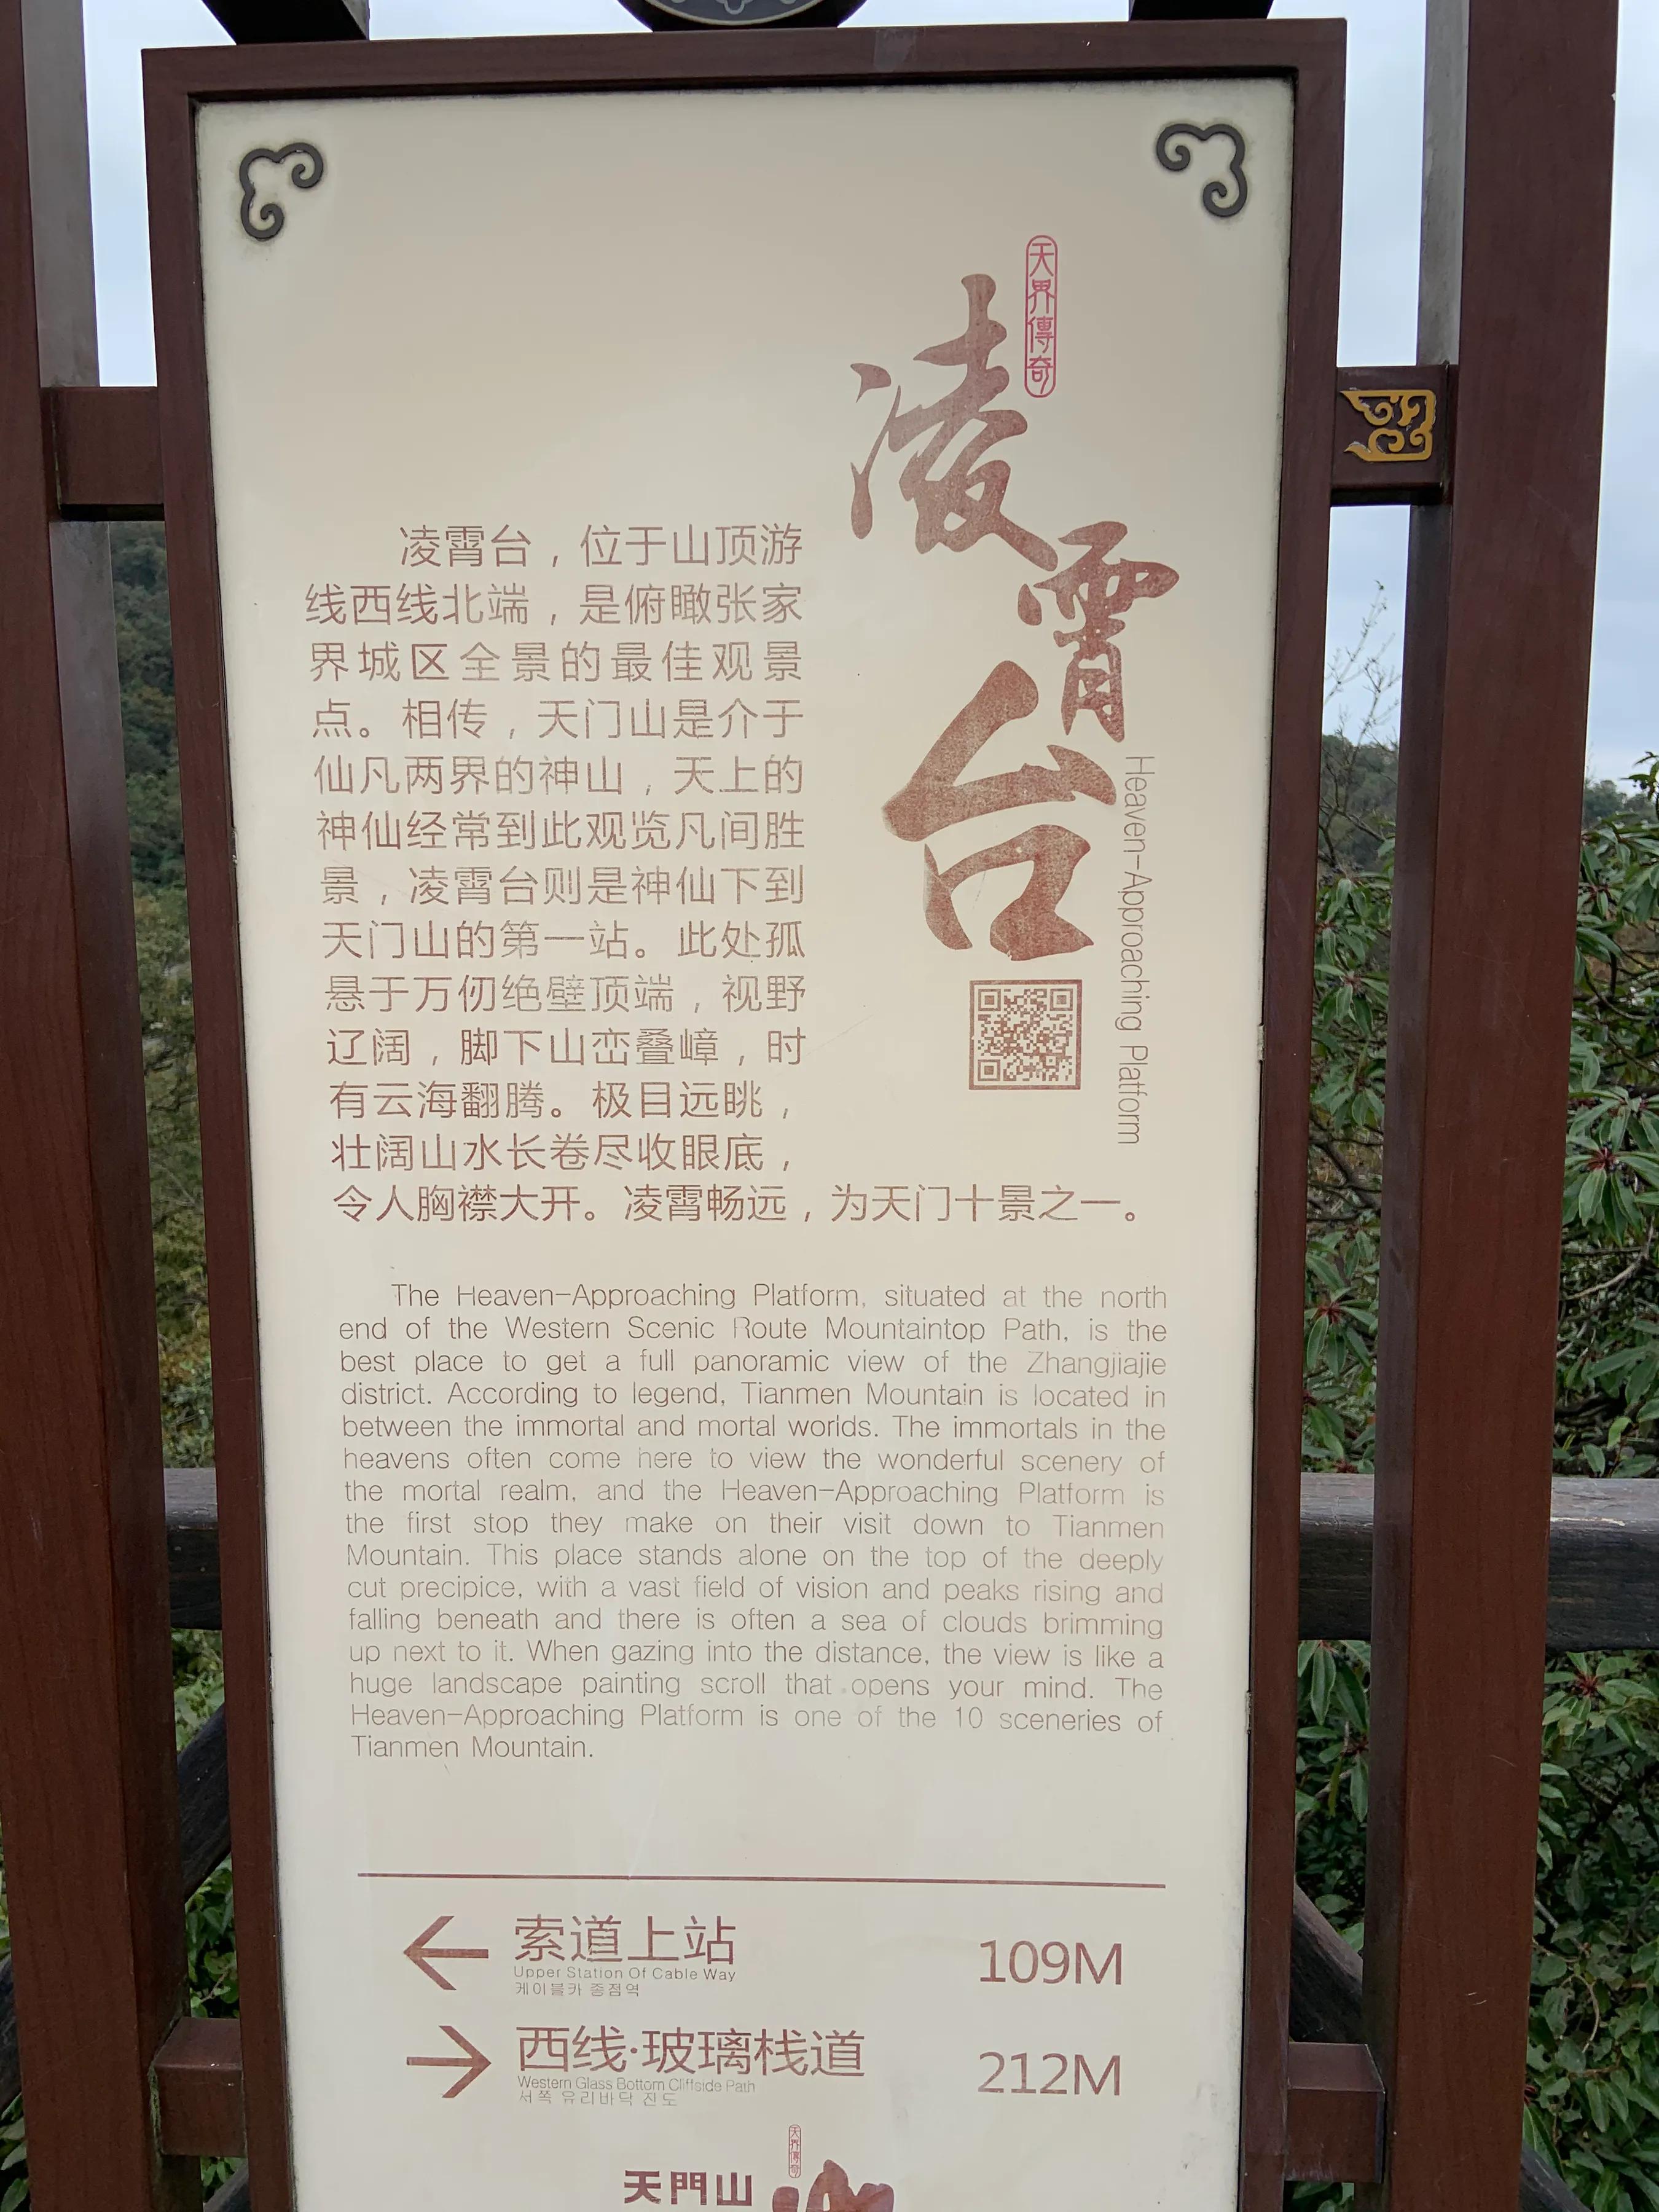 天界傳奇
凌霄台
Heaven-Approaching Platform
凌霄台，位于山顶游
线西线北端，是俯瞰张家
界城区全景的最佳观景
点。相传，天门山是介于
仙凡两界的神山，天上的
神仙经常到此观览凡间胜
景，凌霄台则是神仙下到
天门山的第一站。此处孤
悬于万仞绝壁顶端，视野
辽阔，脚下山峦叠嶂，时
有云海翻腾。极目远眺，
壮阔山水长卷尽收眼底，
令人胸襟大开。凌霄畅远，为天门十景之一。
The Heaven-Approaching Platform, situated at the north
end of the Western Scenic Route Mountaintop Path, is the
best place to get a full panoramic view of the Zhangjiajie
district. According to legend, Tianmen Mountain is located in
between the immortal and mortal worlds. The immortals in the
heavens often come here to view the wonderful scenery of
the mortal realm, and the Heaven-Approaching Platform is
the first stop they make on their visit down to Tianmen
Mountain. This place stands alone on the top of the deeply
cut precipice, with a vast field of vision and peaks rising and
falling beneath and there is often a sea of clouds brimming
up next to it. When gazing into the distance, the view is like a
huge landscape painting scroll that opens your mind. The
Heaven-Approaching Platform is one of the 10 sceneries of
Tianmen Mountain.
索道上站 109M
Upper Station Of Cable Way
케이블카 종점역
西线·玻璃栈道 212M
Western Glass Bottom Cliffside Path
서쪽 유리바닥 잔도
天界傳奇
天門山